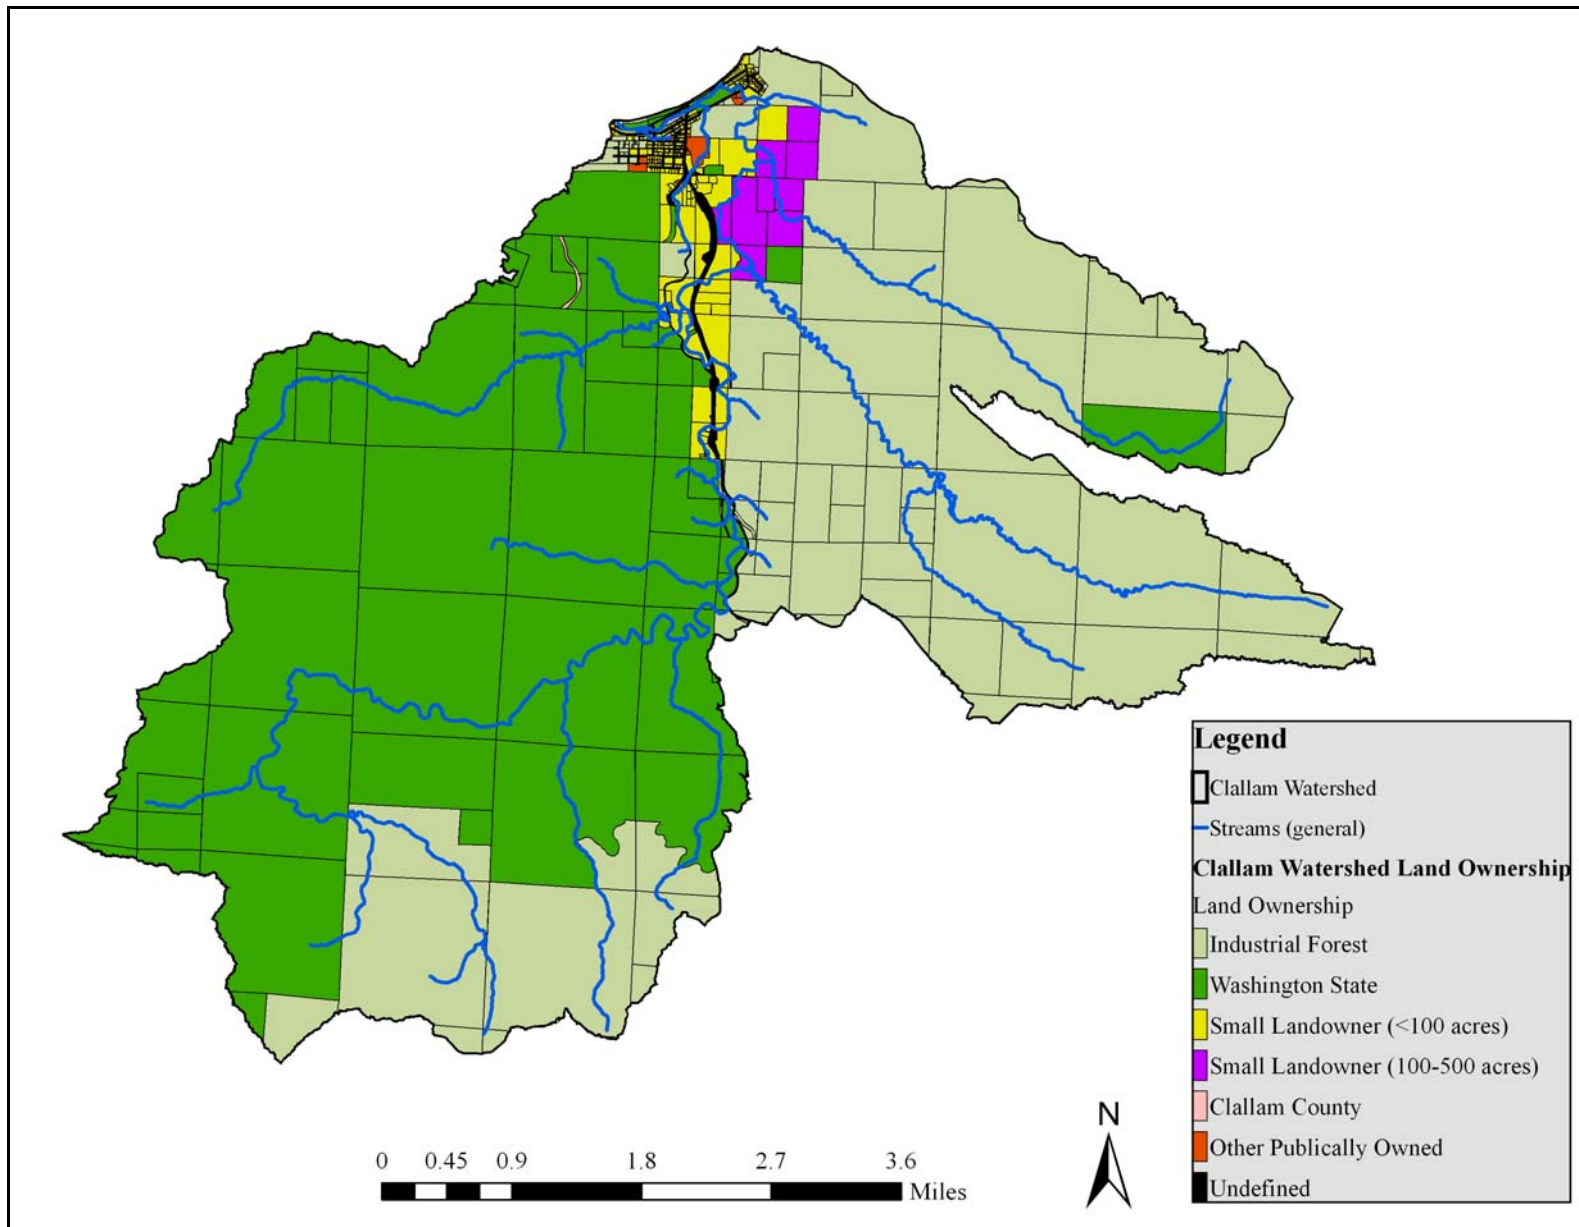 Legend
Clallam Watershed
Streams (general)
Clallam Watershed Land Ownership
Land Ownership
Industrial Forest
Washington State
Small Landowner (<100 acres)
Small Landowner (100-500 acres)
Clallam County
Other Publically Owned
Undefined
N
0 0.45 0.9 1.8 2.7 3.6
Miles